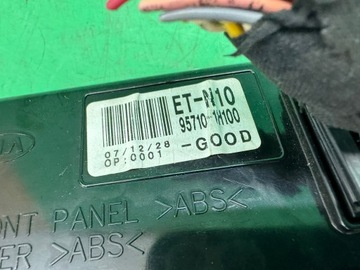 ET-N10
95710-1H100
07/12/28
OP:0001
-GOOD
ONT PANEL >ABS<
ER >ABS<